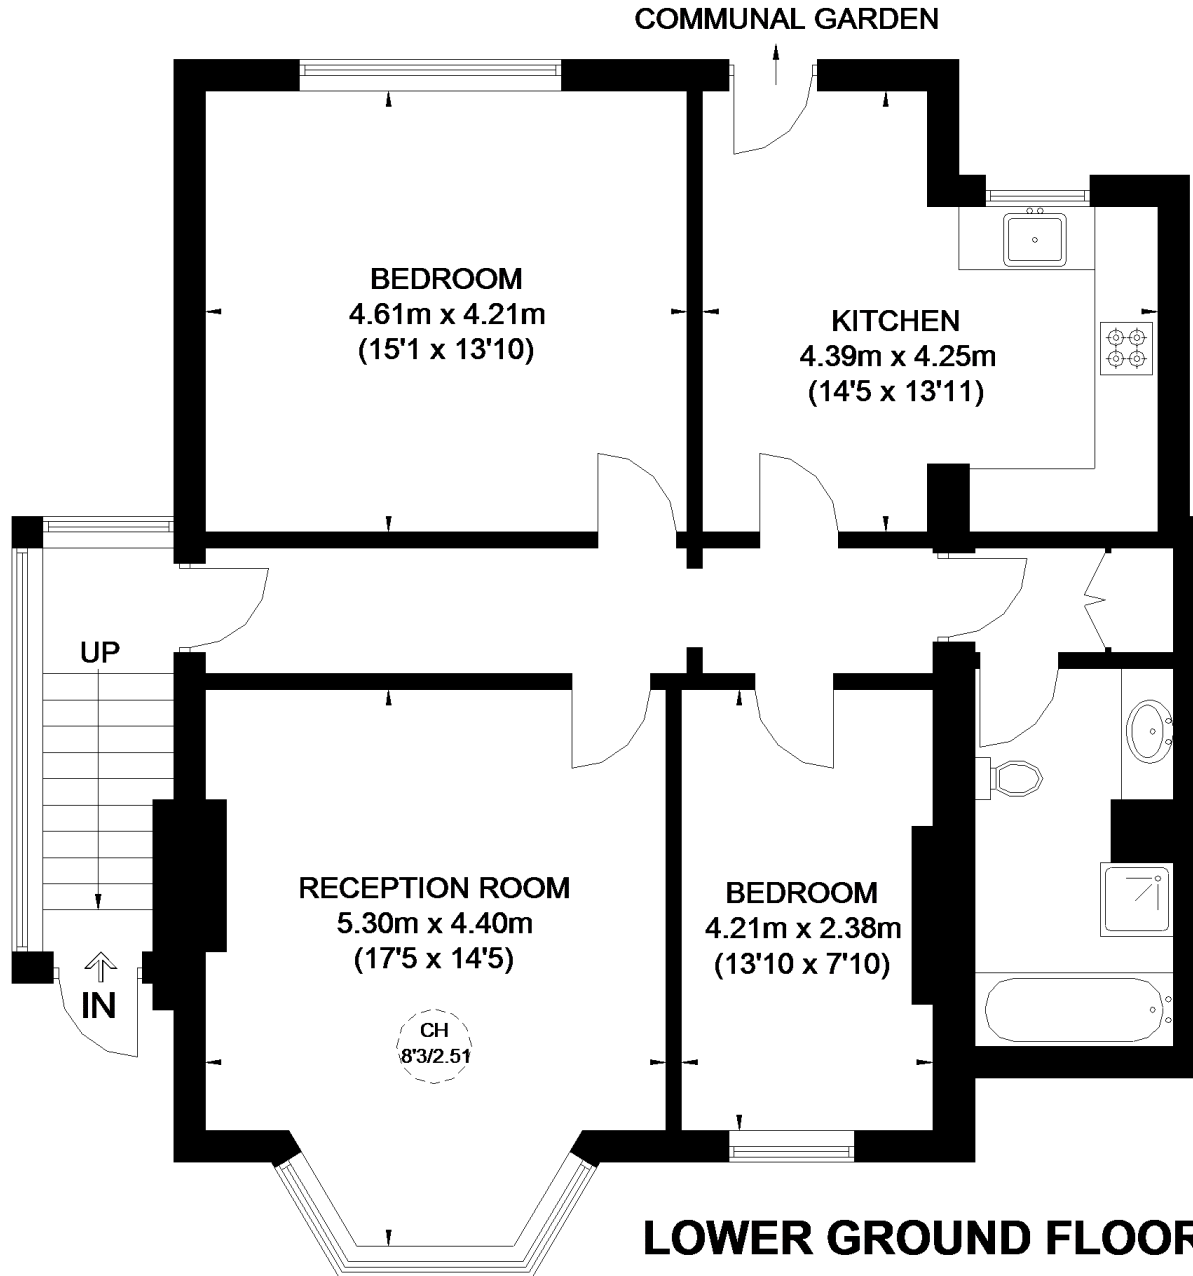 COMMUNAL GARDEN
BEDROOM
4.61m x 4.21m
(15'1 x 13'10)
KITCHEN
4.39m x 4.25m
(14'5 x 13'11)
UP
RECEPTION ROOM
5.30m x 4.40m
(17'5 x 14'5)
BEDROOM
4.21m x 2.38m
(13'10 x 7'10)
IN
CH
8'3/2.51
LOWER GROUND FLOOR